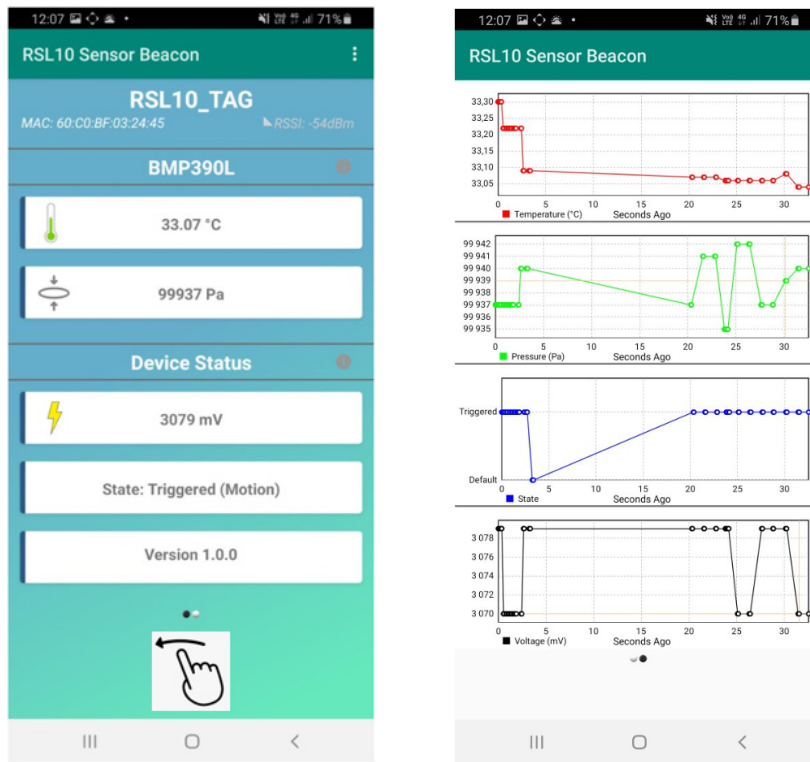 12:07 71%
RSL10 Sensor Beacon
RSL10_TAG
MAC: 60:C0:BF:03:24:45 RSSI: -54dBm
BMP390L
33.07 °C
99937 Pa
Device Status
3079 mV
State: Triggered (Motion)
Version 1.0.0
12:07 71%
RSL10 Sensor Beacon
33,30
33,25
33,20
33,15
33,10
33,05
0 5 10 15 20 25 30
Temperature (°C) Seconds Ago
99 942
99 941
99 940
99 939
99 938
99 937
99 936
99 935
0 5 10 15 20 25 30
Pressure (Pa) Seconds Ago
Triggered
Default
0 5 10 15 20 25 30
State Seconds Ago
3 078
3 076
3 074
3 072
3 070
0 5 10 15 20 25 30
Voltage (mV) Seconds Ago